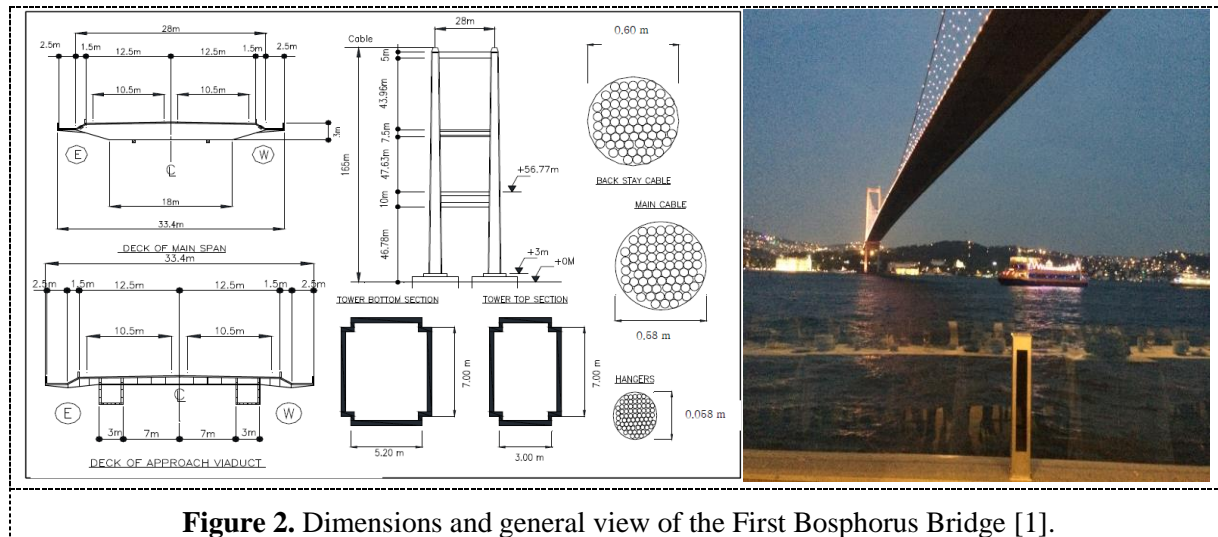 28m
2.5m 1.5m 12.5m 12.5m 1.5m 2.5m
10.5m 10.5m
3m
E W
C
18m
33.4m
DECK OF MAIN SPAN
33.4m
2.5m 1.5m 12.5m 12.5m 1.5m 2.5m
10.5m 10.5m
C
E W
3m 7m 7m 3m
DECK OF APPROACH VIADUCT
28m
Cable
5m
43.96m
7.5m
47.63m
165m
+56.77m
10m
46.78m
+3m
+0M
TOWER BOTTOM SECTION TOWER TOP SECTION
7.00 m 7.00 m
5.20 m 3.00 m
0.60 m
BACK STAY CABLE
MAIN CABLE
0.58 m
HANGERS
0.058 m
Figure 2. Dimensions and general view of the First Bosphorus Bridge [1].